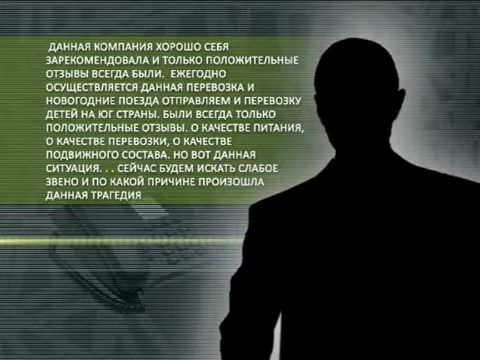 ДАННАЯ КОМПАНИЯ ХОРОШО СЕБЯ
ЗАРЕКОМЕНДОВАЛА И ТОЛЬКО ПОЛОЖИТЕЛЬНЫЕ
ОТЗЫВЫ ВСЕГДА БЫЛИ. ЕЖЕГОДНО
ОСУЩЕСТВЛЯЕТСЯ ДАННАЯ ПЕРЕВОЗКА И
НОВОГОДНИЕ ПОЕЗДА ОТПРАВЛЯЕМ И ПЕРЕВОЗКУ
ДЕТЕЙ НА ЮГ СТРАНЫ. БЫЛИ ВСЕГДА ТОЛЬКО
ПОЛОЖИТЕЛЬНЫЕ ОТЗЫВЫ. О КАЧЕСТВЕ ПИТАНИЯ,
О КАЧЕСТВЕ ПЕРЕВОЗКИ, О КАЧЕСТВЕ
ПОДВИЖНОГО СОСТАВА. НО ВОТ ДАННАЯ
СИТУАЦИЯ. . . СЕЙЧАС БУДЕМ ИСКАТЬ СЛАБОЕ
ЗВЕНО И ПО КАКОЙ ПРИЧИНЕ ПРОИЗОШЛА
ДАННАЯ ТРАГЕДИЯ